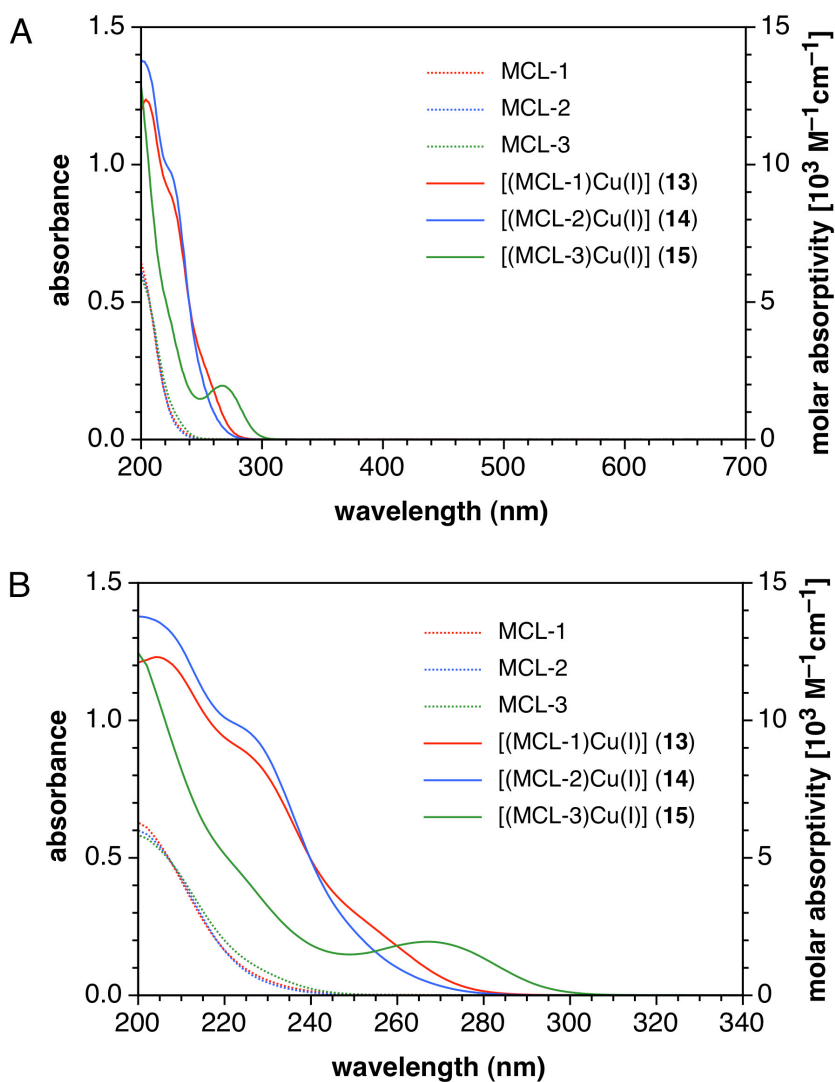 A
1.5
1.0
0.5
0.0
absorbance
15
10
5
0
molar absorptivity [10³ M⁻¹cm⁻¹]
MCL-1
MCL-2
MCL-3
[(MCL-1)Cu(I)] (13)
[(MCL-2)Cu(I)] (14)
[(MCL-3)Cu(I)] (15)
200 300 400 500 600 700
wavelength (nm)
B
1.5
1.0
0.5
0.0
absorbance
15
10
5
0
molar absorptivity [10³ M⁻¹cm⁻¹]
MCL-1
MCL-2
MCL-3
[(MCL-1)Cu(I)] (13)
[(MCL-2)Cu(I)] (14)
[(MCL-3)Cu(I)] (15)
200 220 240 260 280 300 320 340
wavelength (nm)